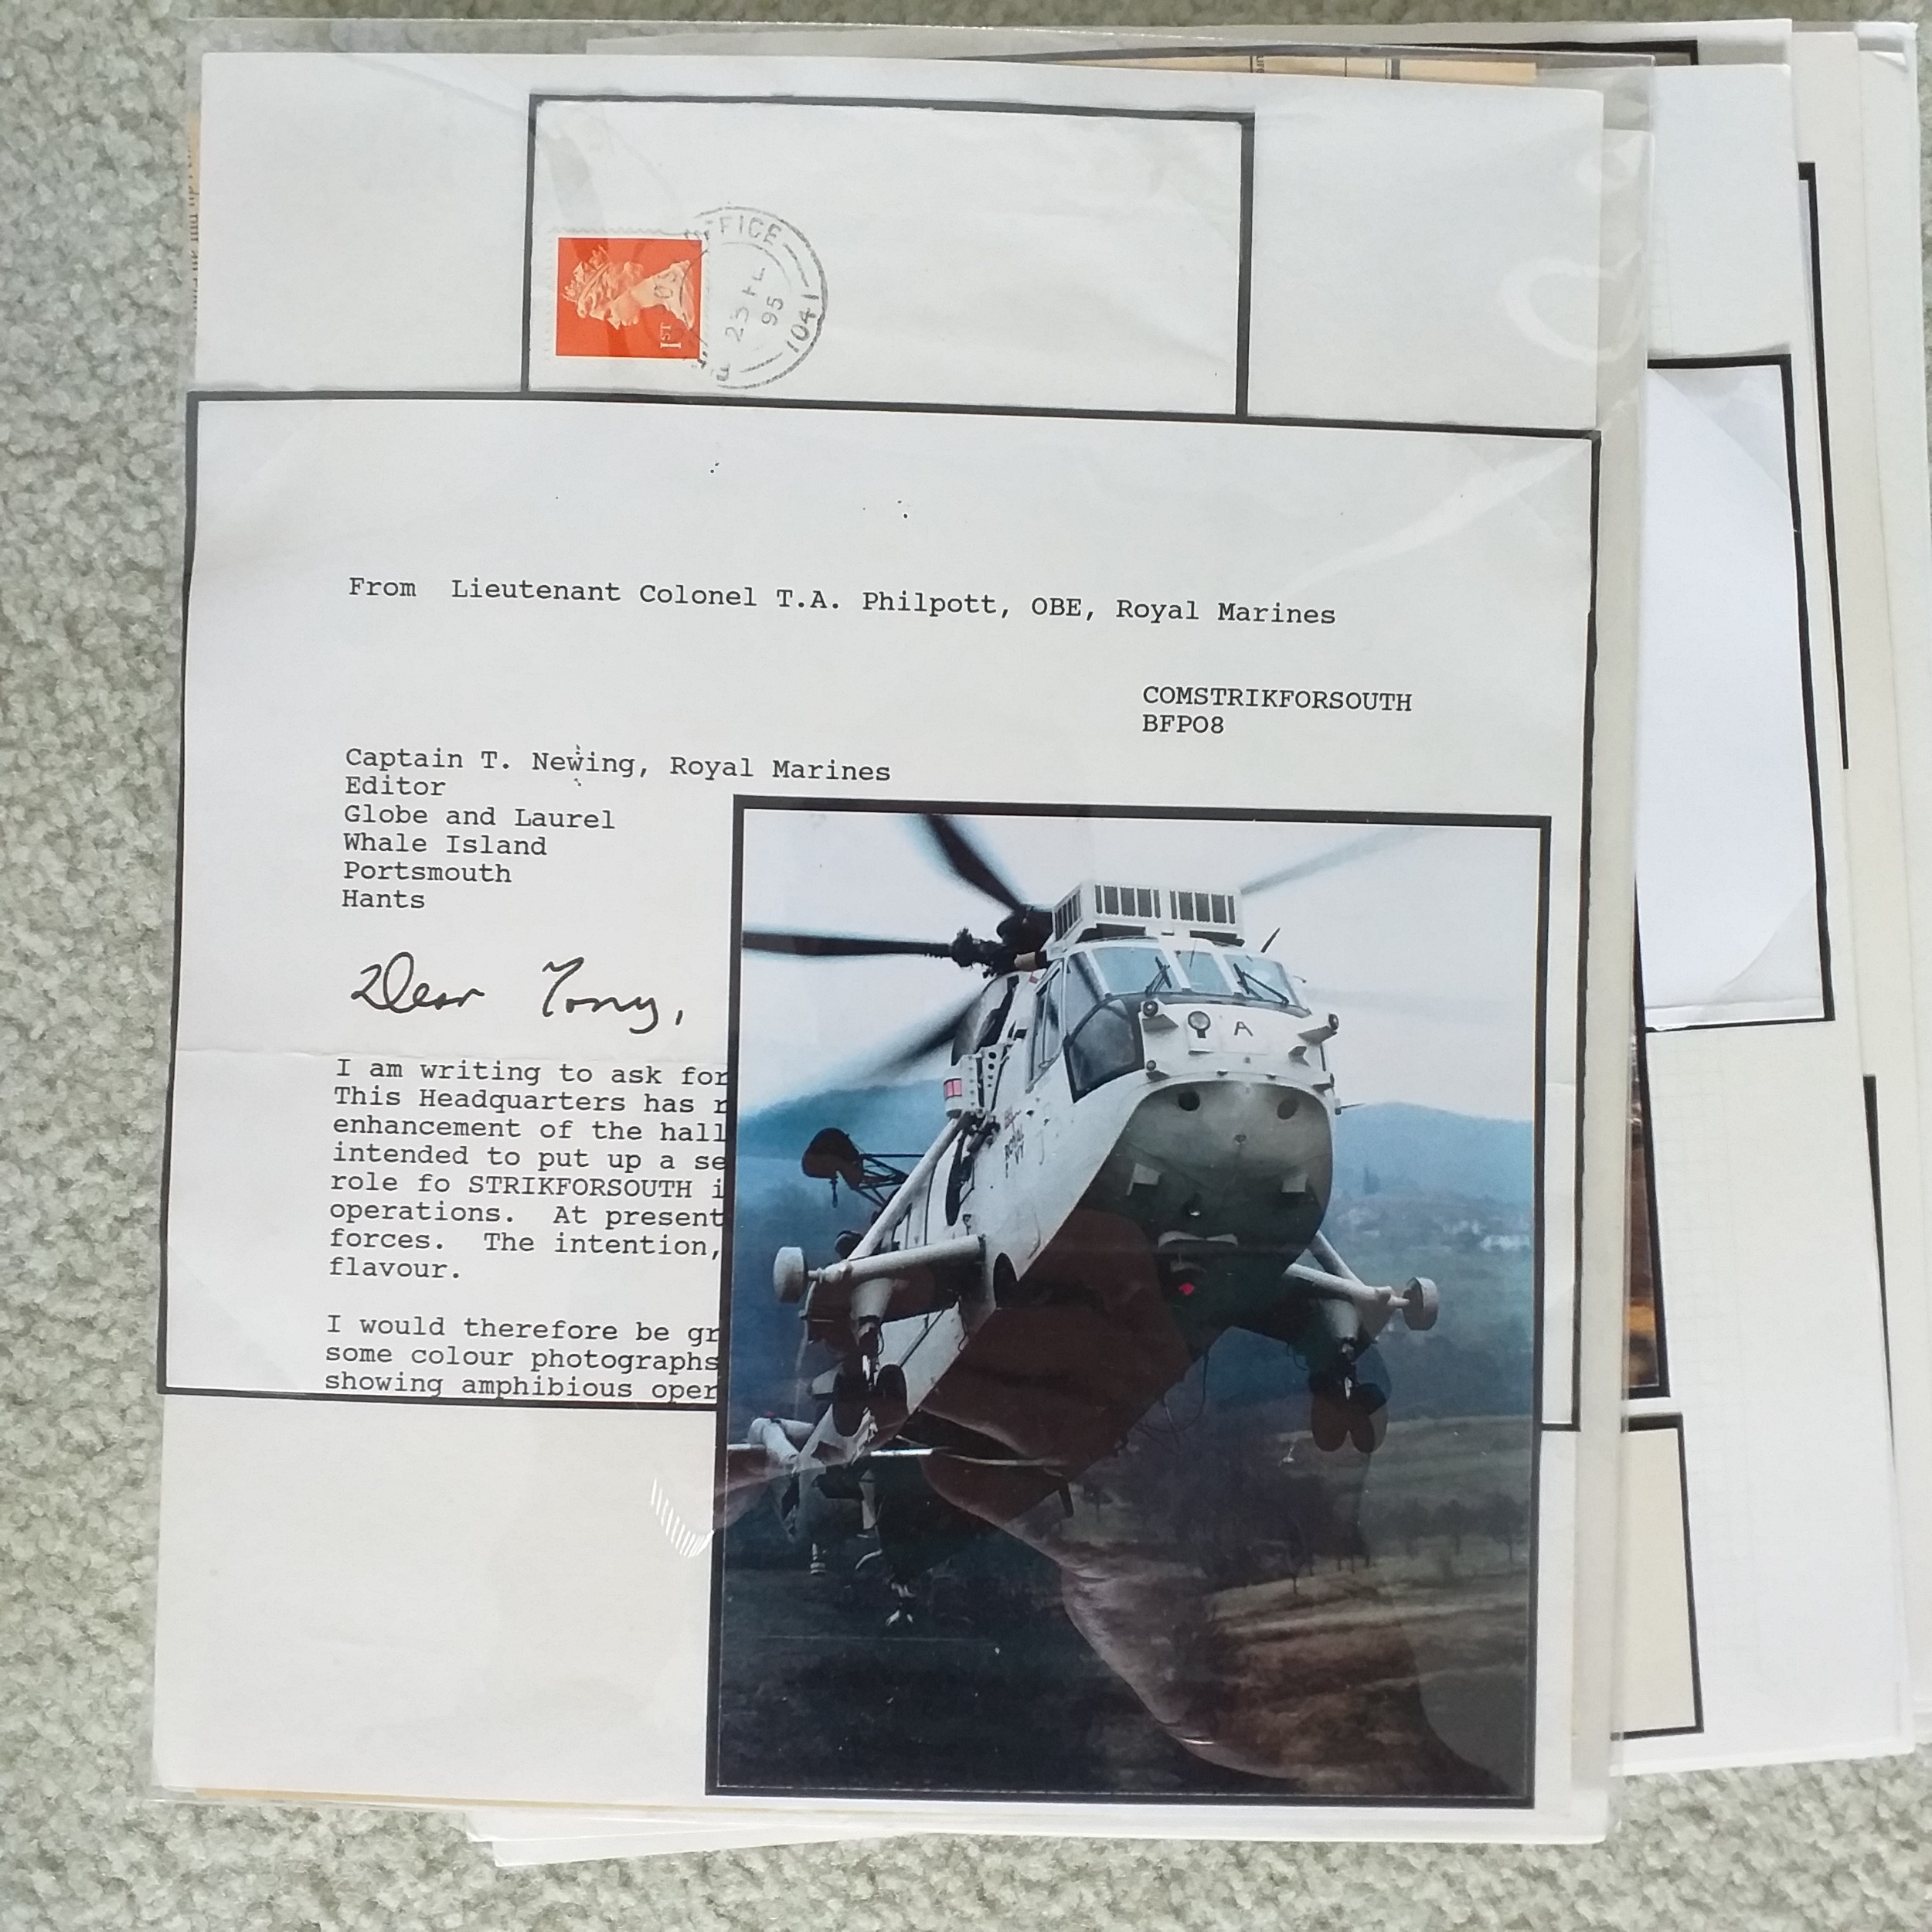 1ST
OFFICE
23 JL
95
1041
From Lieutenant Colonel T.A. Philpott, OBE, Royal Marines
COMSTRIKFORSOUTH
BFPO8
Captain T. Newing, Royal Marines
Editor
Globe and Laurel
Whale Island
Portsmouth
Hants
Dear Tony,
I am writing to ask for
This Headquarters has r
enhancement of the hall
intended to put up a se
role fo STRIKFORSOUTH i
operations. At present
forces. The intention,
flavour.
I would therefore be gr
some colour photographs
showing amphibious oper
A
ROYAL